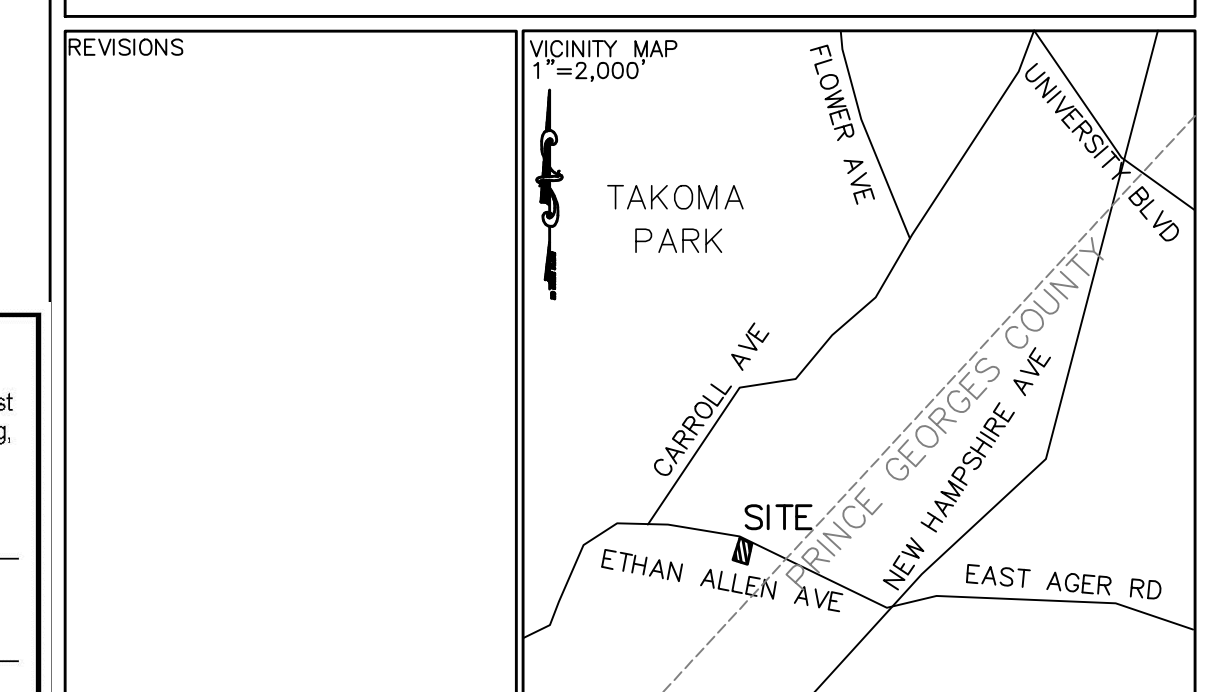 st
g,
REVISIONS
VICINITY MAP
1"=2,000'
FLOWER AVE
UNIVERSITY BLVD
TAKOMA
PARK
PRINCE GEORGES COUNTY
CARROLL AVE
NEW HAMPSHIRE AVE
SITE
ETHAN ALLEN AVE
EAST AGER RD